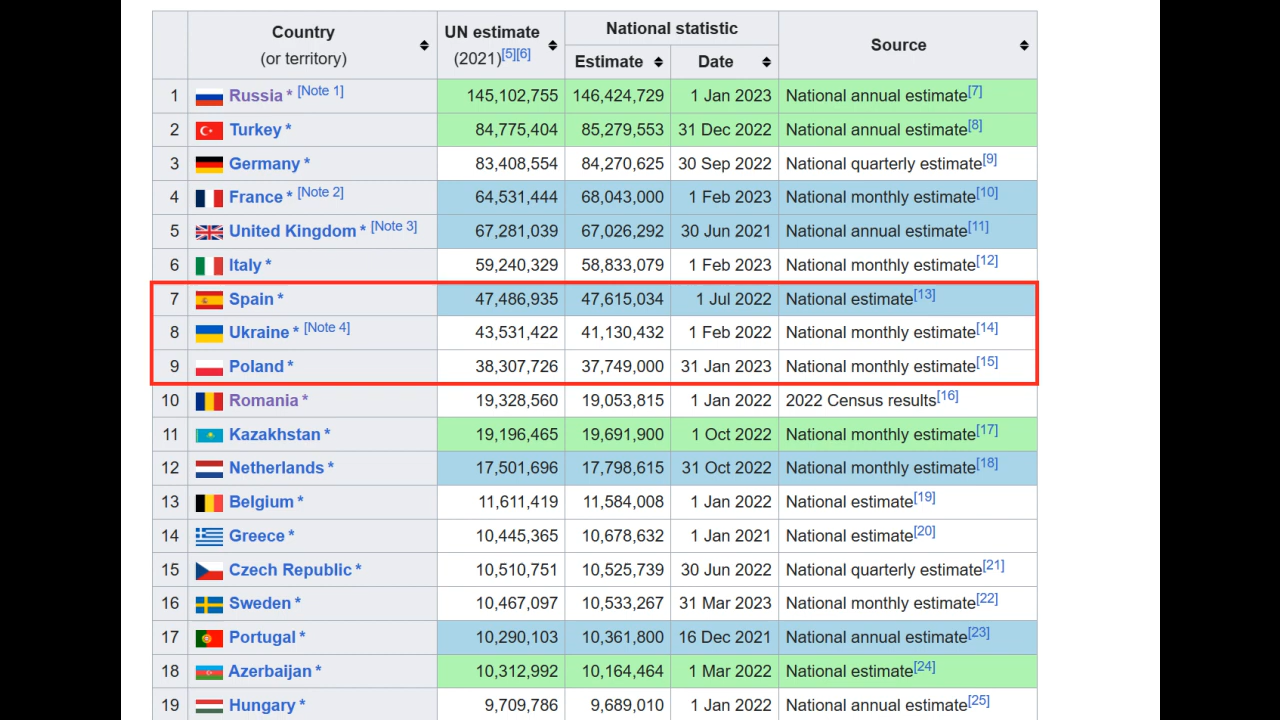 Country UN estimate National statistic Source
(or territory) (2021)[5][6] Estimate Date
1 Russia * [Note 1] 145,102,755 146,424,729 1 Jan 2023 National annual estimate[7]
2 Turkey * 84,775,404 85,279,553 31 Dec 2022 National annual estimate[8]
3 Germany * 83,408,554 84,270,625 30 Sep 2022 National quarterly estimate[9]
4 France * [Note 2] 64,531,444 68,043,000 1 Feb 2023 National monthly estimate[10]
5 United Kingdom * [Note 3] 67,281,039 67,026,292 30 Jun 2021 National annual estimate[11]
6 Italy * 59,240,329 58,833,079 1 Feb 2023 National monthly estimate[12]
7 Spain * 47,486,935 47,615,034 1 Jul 2022 National estimate[13]
8 Ukraine * [Note 4] 43,531,422 41,130,432 1 Feb 2022 National monthly estimate[14]
9 Poland * 38,307,726 37,749,000 31 Jan 2023 National monthly estimate[15]
10 Romania * 19,328,560 19,053,815 1 Jan 2022 2022 Census results[16]
11 Kazakhstan * 19,196,465 19,691,900 1 Oct 2022 National monthly estimate[17]
12 Netherlands * 17,501,696 17,798,615 31 Oct 2022 National monthly estimate[18]
13 Belgium * 11,611,419 11,584,008 1 Jan 2022 National estimate[19]
14 Greece * 10,445,365 10,678,632 1 Jan 2021 National estimate[20]
15 Czech Republic * 10,510,751 10,525,739 30 Jun 2022 National quarterly estimate[21]
16 Sweden * 10,467,097 10,533,267 31 Mar 2023 National monthly estimate[22]
17 Portugal * 10,290,103 10,361,800 16 Dec 2021 National annual estimate[23]
18 Azerbaijan * 10,312,992 10,164,464 1 Mar 2022 National estimate[24]
19 Hungary * 9,709,786 9,689,010 1 Jan 2022 National estimate[25]